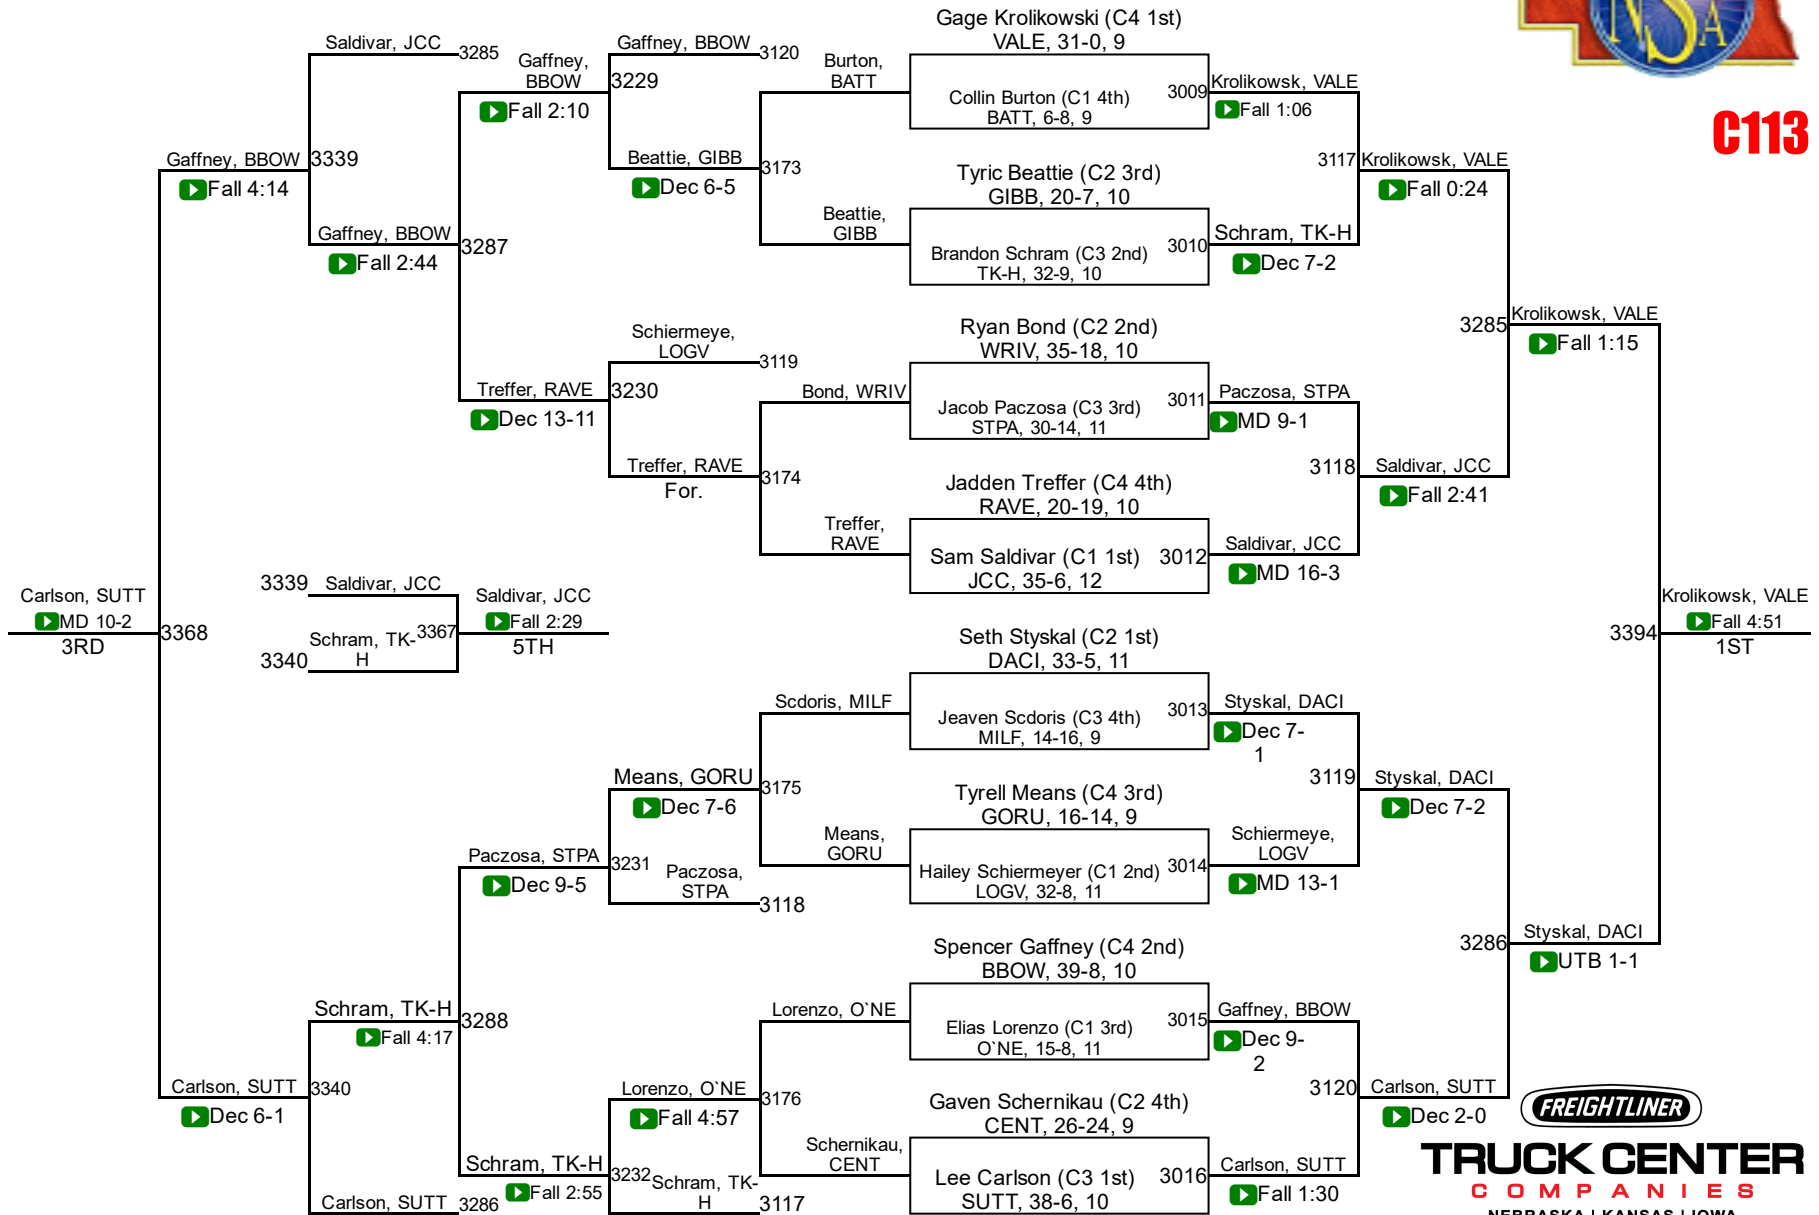 Gage Krolikowski (C4 1st)
VALE, 31-0, 9
NSA
C113
Saldivar, JCC
3285
Gaffney,
BBOW
Fall 2:10
Gaffney, BBOW
3120
3229
Burton,
BATT
Collin Burton (C1 4th)
BATT, 6-8, 9
3009
Krolikowsk, VALE
Fall 1:06
Gaffney, BBOW
Fall 4:14
3339
Beattie, GIBB
Dec 6-5
3173
Tyric Beattie (C2 3rd)
GIBB, 20-7, 10
3117
Krolikowsk, VALE
Fall 0:24
Gaffney, BBOW
Fall 2:44
3287
Beattie,
GIBB
Brandon Schram (C3 2nd)
TK-H, 32-9, 10
3010
Schram, TK-H
Dec 7-2
Schiermeye,
LOGV
3119
Ryan Bond (C2 2nd)
WRIV, 35-18, 10
3285
Krolikowsk, VALE
Fall 1:15
Treffer, RAVE
Dec 13-11
3230
Bond, WRIV
Jacob Paczosa (C3 3rd)
STPA, 30-14, 11
3011
Paczosa, STPA
MD 9-1
Treffer, RAVE
For.
3174
Jadden Treffer (C4 4th)
RAVE, 20-19, 10
3118
Saldivar, JCC
Fall 2:41
Treffer,
RAVE
Sam Saldivar (C1 1st)
JCC, 35-6, 12
3012
Saldivar, JCC
MD 16-3
Carlson, SUTT
MD 10-2
3RD
3368
3339
Saldivar, JCC
Schram, TK-
H
3340
3367
Saldivar, JCC
Fall 2:29
5TH
Seth Styskal (C2 1st)
DACI, 33-5, 11
3394
Krolikowsk, VALE
Fall 4:51
1ST
Scdoris, MILF
Jeaven Scdoris (C3 4th)
MILF, 14-16, 9
3013
Styskal, DACI
Dec 7-
1
Means, GORU
Dec 7-6
3175
Tyrell Means (C4 3rd)
GORU, 16-14, 9
3119
Styskal, DACI
Dec 7-2
Paczosa, STPA
Dec 9-5
3231
Paczosa,
STPA
3118
Means,
GORU
Hailey Schiermeyer (C1 2nd)
LOGV, 32-8, 11
3014
Schiermeye,
LOGV
MD 13-1
Spencer Gaffney (C4 2nd)
BBOW, 39-8, 10
3286
Styskal, DACI
UTB 1-1
Schram, TK-H
Fall 4:17
3288
Lorenzo, O`NE
Elias Lorenzo (C1 3rd)
O`NE, 15-8, 11
3015
Gaffney, BBOW
Dec 9-
2
Carlson, SUTT
Dec 6-1
3340
Lorenzo, O`NE
Fall 4:57
3176
Gaven Schernikau (C2 4th)
CENT, 26-24, 9
3120
Carlson, SUTT
Dec 2-0
Carlson, SUTT
3286
Schram, TK-H
Fall 2:55
3232
Schram, TK-
H
3117
Schernikau,
CENT
Lee Carlson (C3 1st)
SUTT, 38-6, 10
3016
Carlson, SUTT
Fall 1:30
FREIGHTLINER
TRUCK CENTER
COMPANIES
NEBRASKA | KANSAS | IOWA